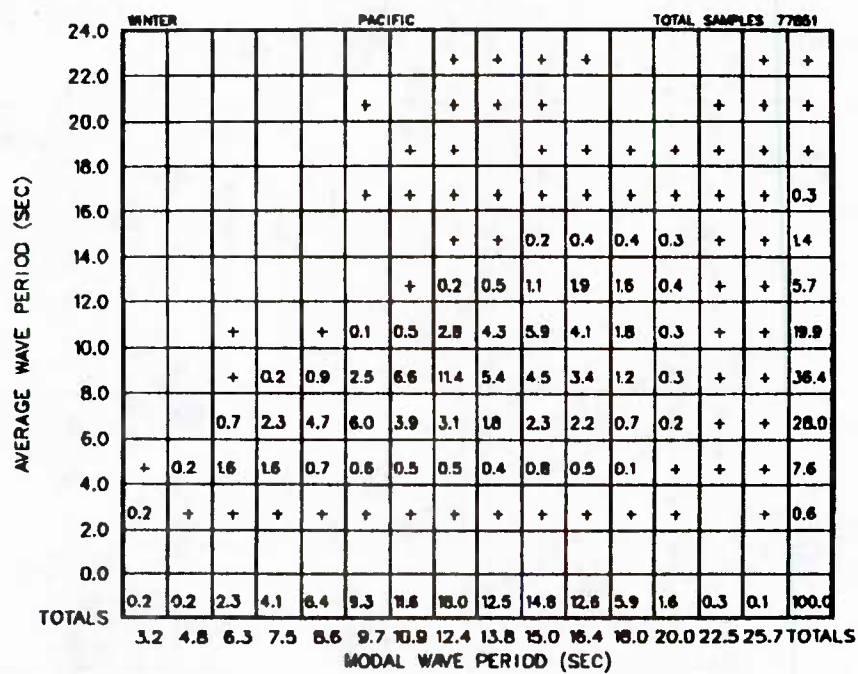 WINTER PACIFIC TOTAL SAMPLES 77851
24.0
+ + + + + +
22.0
+ + + + + + +
20.0
+ + + + + + + + +
18.0
+ + + + + + + + + 0.3
16.0
+ + 0.2 0.4 0.4 0.3 + + 1.4
14.0
+ 0.2 0.5 1.1 1.9 1.6 0.4 + + 5.7
12.0
+ + 0.1 0.5 2.8 4.3 5.9 4.1 1.8 0.3 + + 19.9
10.0
+ 0.2 0.9 2.5 6.6 11.4 5.4 4.5 3.4 1.2 0.3 + + 36.4
8.0
0.7 2.3 4.7 6.0 3.9 3.1 1.8 2.3 2.2 0.7 0.2 + + 28.0
6.0
+ 0.2 1.6 1.6 0.7 0.6 0.5 0.5 0.4 0.8 0.5 0.1 + + + 7.6
4.0
0.2 + + + + + + + + + + + + + 0.6
2.0
0.0
TOTALS 0.2 0.2 2.3 4.1 6.4 9.3 11.6 18.0 12.5 14.8 12.6 5.9 1.6 0.3 0.1 100.0
3.2 4.8 6.3 7.5 8.6 9.7 10.9 12.4 13.8 15.0 16.4 18.0 20.0 22.5 25.7 TOTALS
MODAL WAVE PERIOD (SEC)
AVERAGE WAVE PERIOD (SEC)